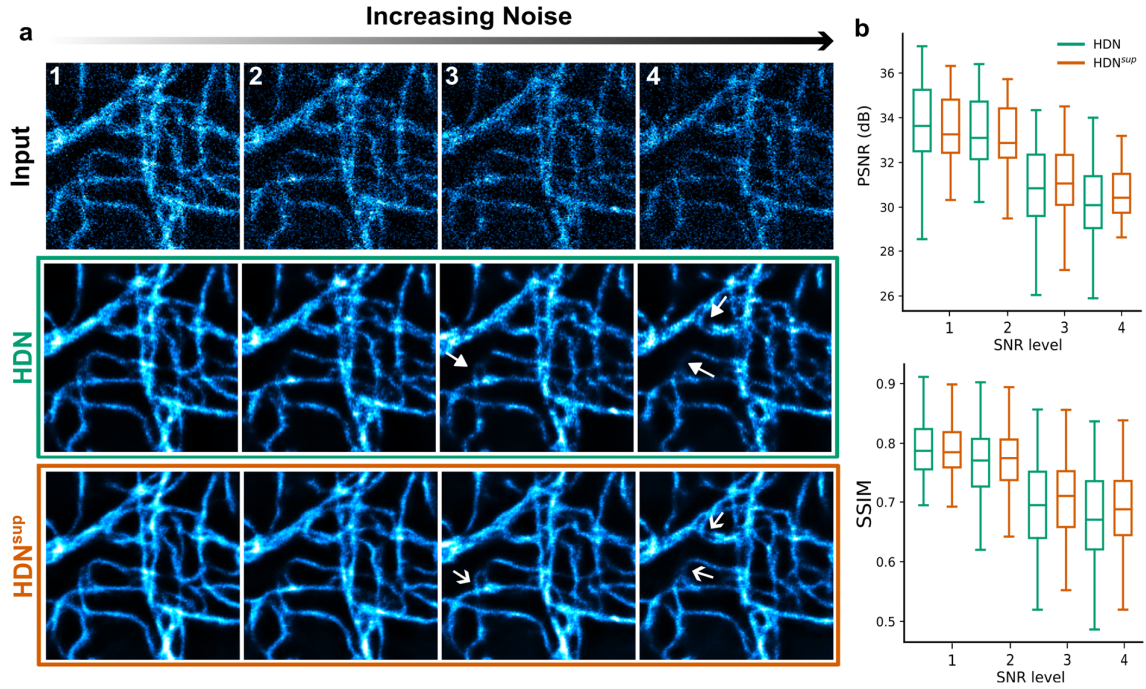 Increasing Noise
a
1 2 3 4
Input
HDN
HDN^sup
b
HDN
HDN^sup
PSNR (dB)
36
34
32
30
28
26
1 2 3 4
SNR level
SSIM
0.9
0.8
0.7
0.6
0.5
1 2 3 4
SNR level